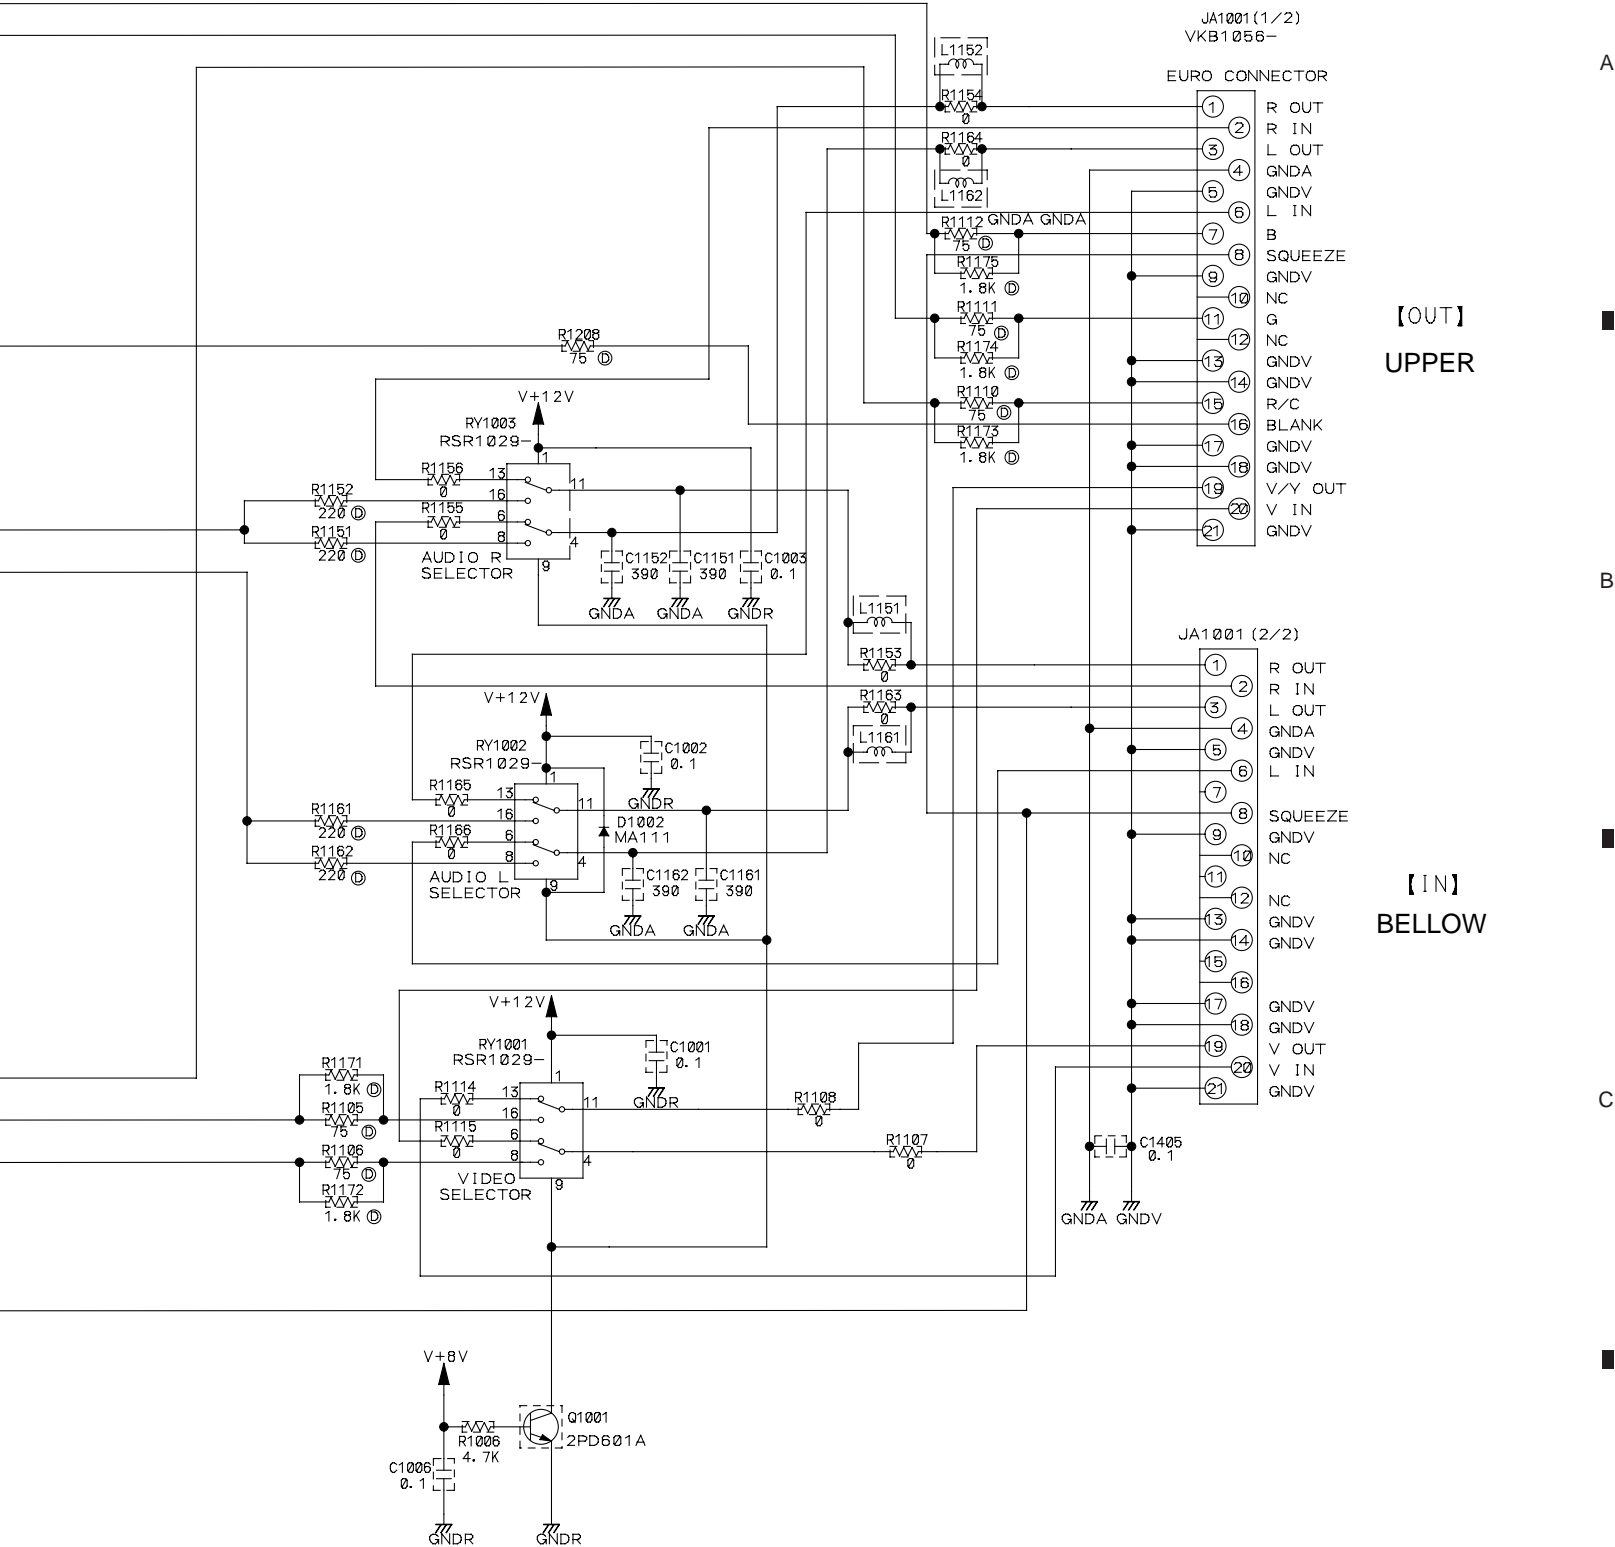 JA1001(1/2)
VKB1056-
A
L1152
EURO CONNECTOR
R1154
0
1 R OUT
2 R IN
R1164
0
3 L OUT
4 GNDA
L1162
5 GNDV
6 L IN
GNDA GNDA
R1112
75 D
7 B
8 SQUEEZE
R1175
1.8K D
9 GNDV
10 NC
R1111
75 D
11 G
【OUT】
UPPER
12 NC
R1174
1.8K D
13 GNDV
14 GNDV
R1110
75 D
15 R/C
16 BLANK
R1173
1.8K D
17 GNDV
18 GNDV
19 V/Y OUT
20 V IN
21 GNDV
R1208
75 D
V+12V
RY1003
RSR1029-
1
R1156
0
13
11
R1152
220 D
16
R1155
0
6
R1151
220 D
8
4
9
AUDIO R
SELECTOR
C1152
390
C1151
390
C1003
0.1
GNDA
GNDA
GNDR
B
L1151
JA1001(2/2)
R1153
0
1 R OUT
2 R IN
R1163
0
3 L OUT
4 GNDA
L1161
5 GNDV
6 L IN
7
8 SQUEEZE
9 GNDV
10 NC
11
12 NC
【IN】
BELLOW
13 GNDV
14 GNDV
15
16
17 GNDV
18 GNDV
19 V OUT
20 V IN
21 GNDV
V+12V
RY1002
RSR1029-
1
C1002
0.1
GNDR
R1165
0
13
11
R1161
220 D
16
R1166
0
6
D1002
MA111
R1162
220 D
8
4
9
AUDIO L
SELECTOR
C1162
390
C1161
390
GNDA
GNDA
V+12V
RY1001
RSR1029-
1
C1001
0.1
GNDR
R1171
1.8K D
R1114
0
13
11
R1108
0
C
R1105
75 D
16
R1115
0
6
R1107
0
R1106
75 D
8
4
9
VIDEO
SELECTOR
R1172
1.8K D
C1405
0.1
GNDA GNDV
V+8V
Q1001
2PD601A
R1006
4.7K
C1006
0.1
GNDR
GNDR